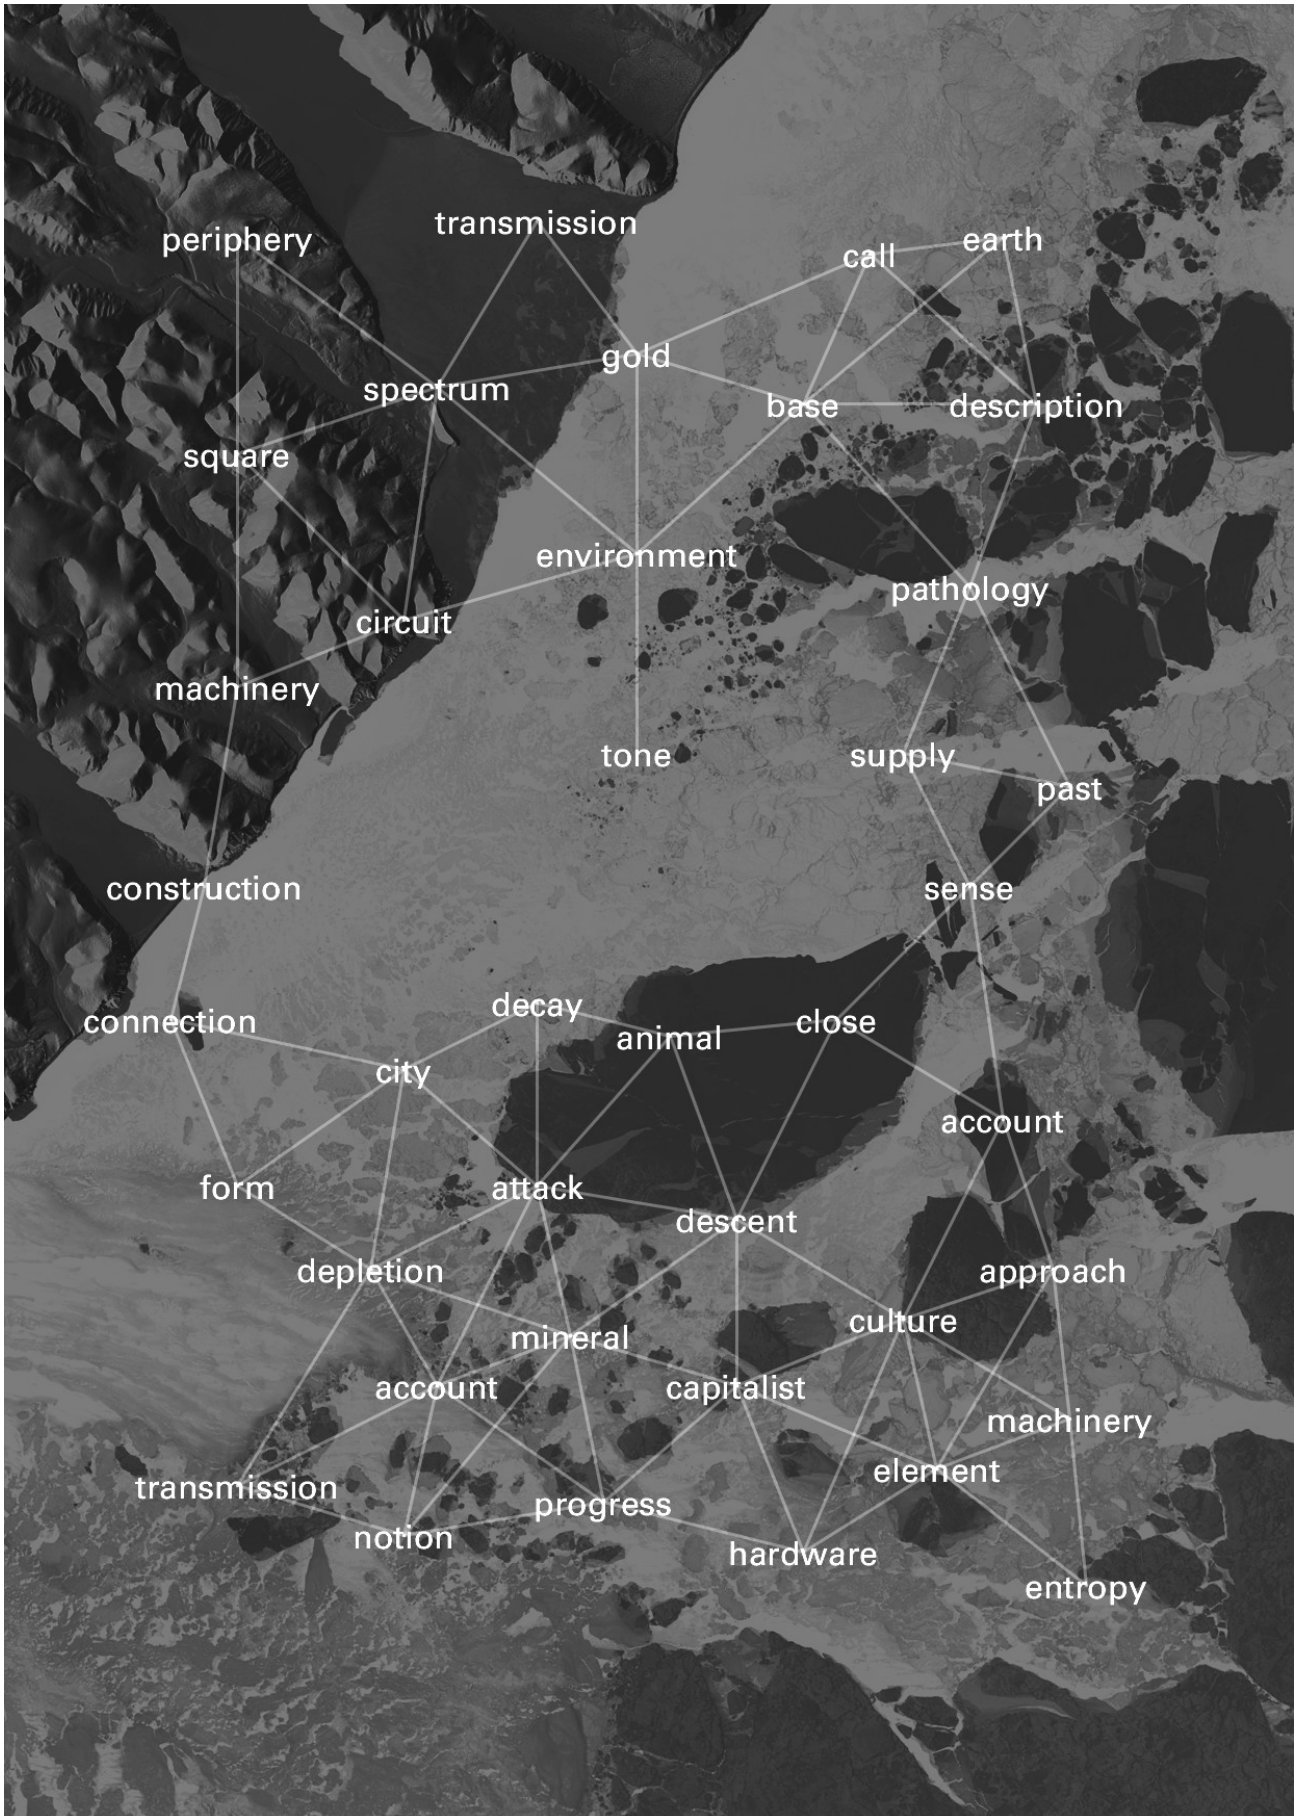 transmission
periphery
earth
call
gold
spectrum
base
description
square
environment
pathology
circuit
machinery
tone
supply
past
construction
sense
decay
connection
close
animal
city
account
form
attack
descent
depletion
approach
culture
mineral
account
capitalist
machinery
element
transmission
progress
notion
hardware
entropy